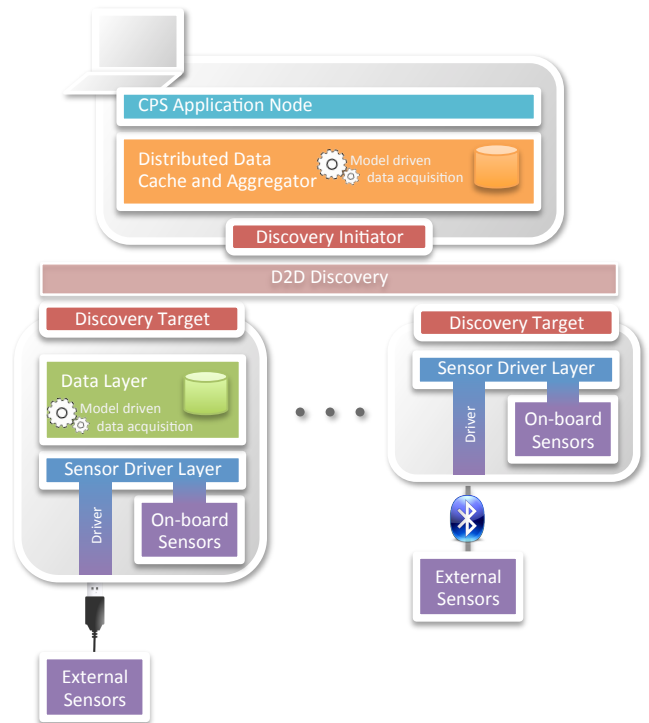 CPS Application Node
Distributed Data
Cache and Aggregator
Model driven
data acquisition
Discovery Initiator
D2D Discovery
Discovery Target
Data Layer
Model driven
data acquisition
Sensor Driver Layer
Driver
On-board
Sensors
External
Sensors
Discovery Target
Sensor Driver Layer
Driver
On-board
Sensors
External
Sensors